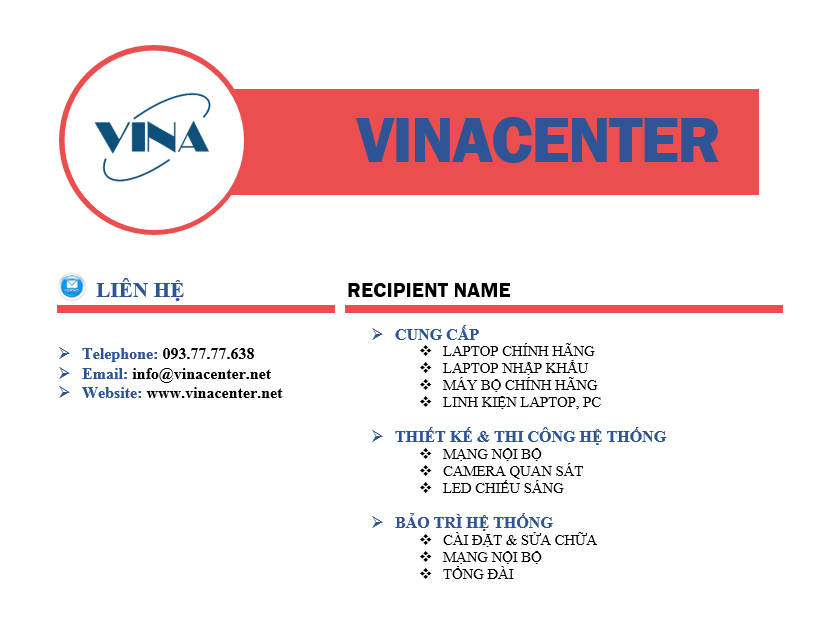 VINA
VINACENTER
LIÊN HỆ
Telephone: 093.77.77.638
Email: info@vinacenter.net
Website: www.vinacenter.net
RECIPIENT NAME
CUNG CẤP
LAPTOP CHÍNH HÃNG
LAPTOP NHẬP KHẨU
MÁY BỘ CHÍNH HÃNG
LINH KIỆN LAPTOP, PC
THIẾT KẾ & THI CÔNG HỆ THỐNG
MẠNG NỘI BỘ
CAMERA QUAN SÁT
LED CHIẾU SÁNG
BẢO TRÌ HỆ THỐNG
CÀI ĐẶT & SỬA CHỮA
MẠNG NỘI BỘ
TỔNG ĐÀI